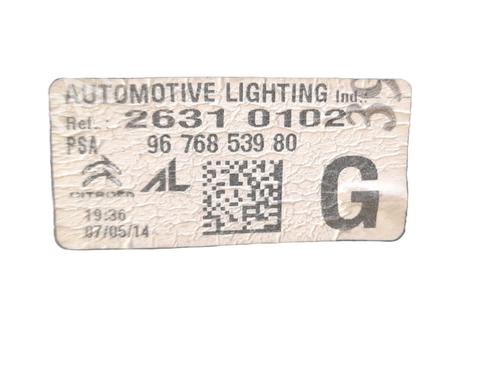 AUTOMOTIVE LIGHTING Ind.:
Ref.: 2631 0102
PSA 96 768 539 80
AL
CITROËN
G
19:36
07/05/14